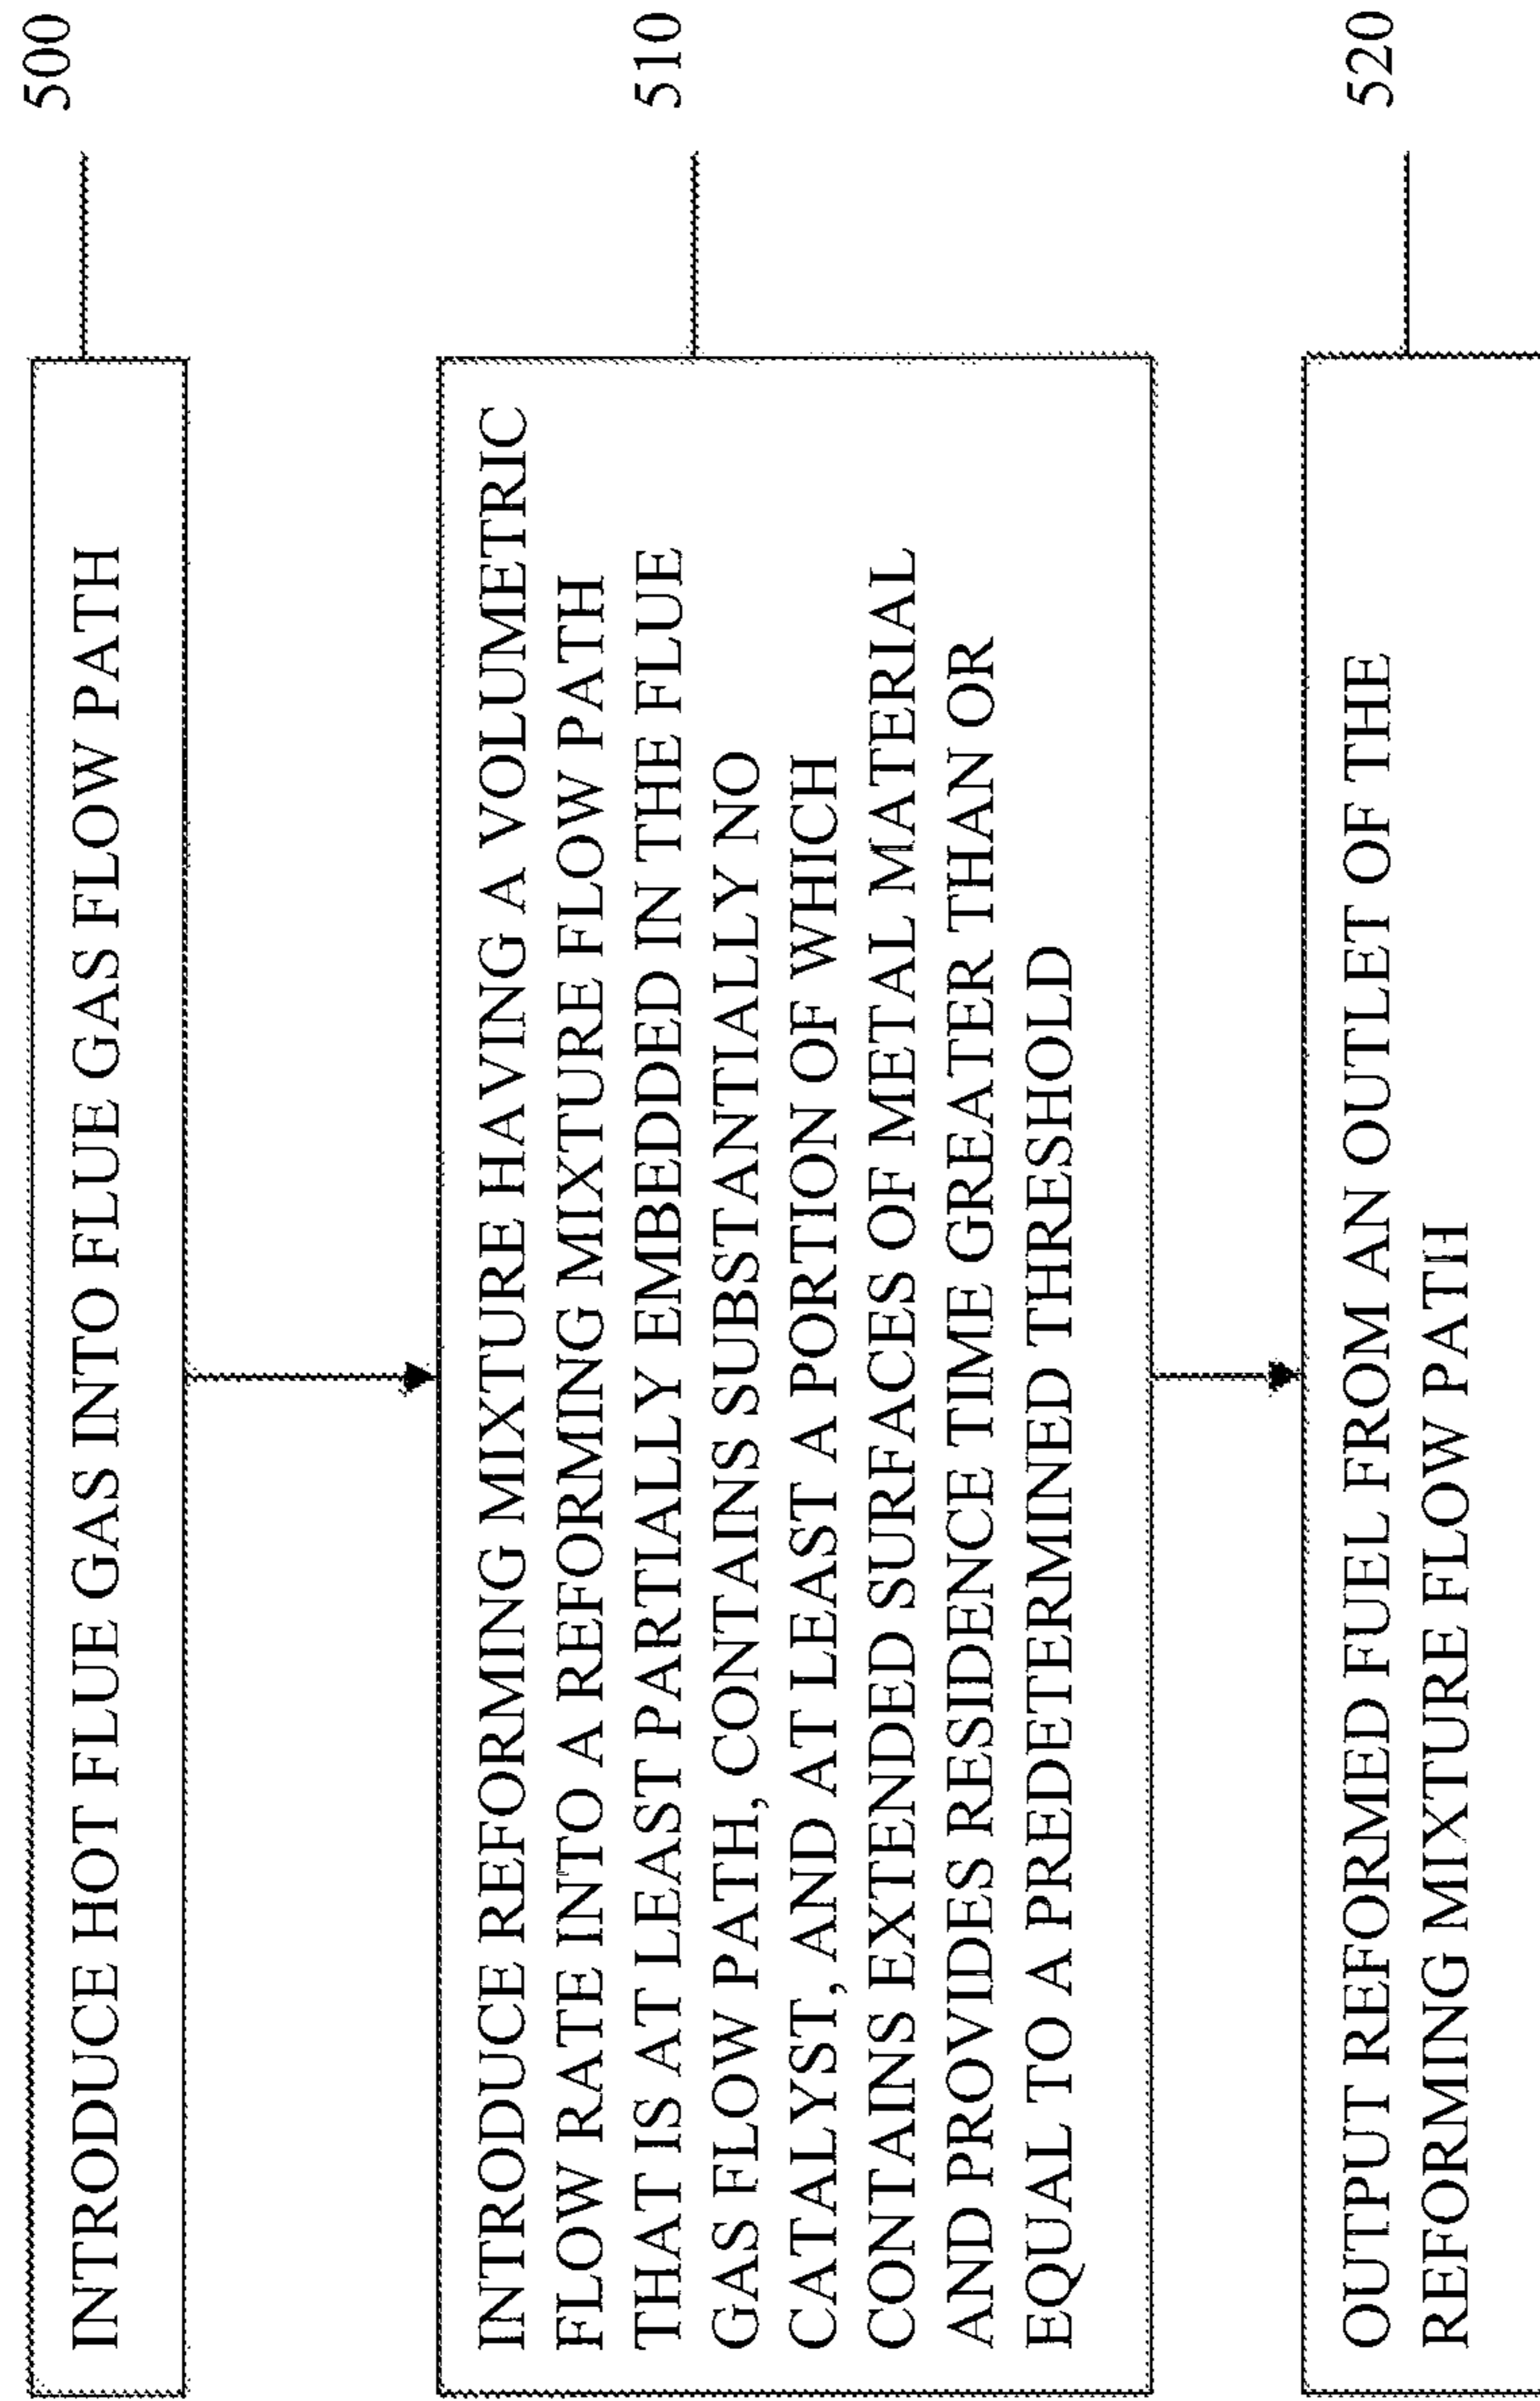 INTRODUCE HOT FLUE GAS INTO FLUE GAS FLOW PATH
500
INTRODUCE REFORMING MIXTURE HAVING A VOLUMETRIC
FLOW RATE INTO A REFORMING MIXTURE FLOW PATH
THAT IS AT LEAST PARTIALLY EMBEDDED IN THE FLUE
GAS FLOW PATH, CONTAINS SUBSTANTIALLY NO
CATALYST, AND AT LEAST A PORTION OF WHICH
CONTAINS EXTENDED SURFACES OF METAL MATERIAL
AND PROVIDES RESIDENCE TIME GREATER THAN OR
EQUAL TO A PREDETERMINED THRESHOLD
510
OUTPUT REFORMED FUEL FROM AN OUTLET OF THE
REFORMING MIXTURE FLOW PATH
520